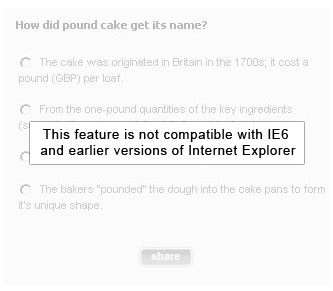 How did pound cake get its name?
The cake was originated in Britain in the 1700s; it cost a
pound (GBP) per loaf.
From the one-pound quantities of the key ingredients
This feature is not compatible with IE6
and earlier versions of Internet Explorer
The bakers "pounded" the dough into the cake pans to form
it's unique shape.
share